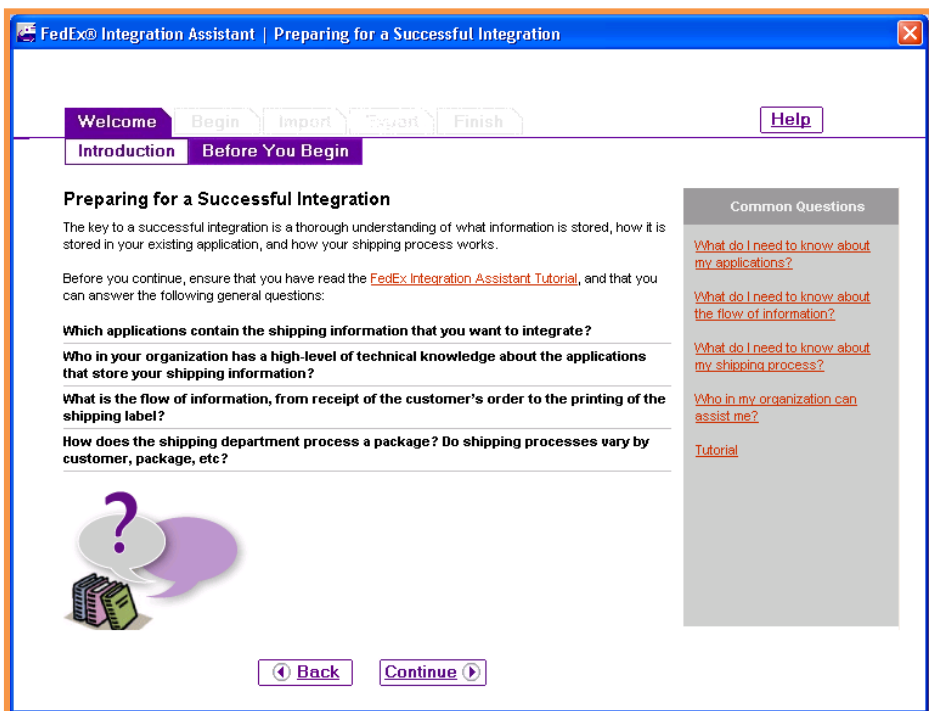 FedEx® Integration Assistant | Preparing for a Successful Integration
Welcome Begin Import Export Finish
Help
Introduction Before You Begin
Preparing for a Successful Integration
The key to a successful integration is a thorough understanding of what information is stored, how it is
stored in your existing application, and how your shipping process works.
Before you continue, ensure that you have read the FedEx Integration Assistant Tutorial, and that you
can answer the following general questions:
Which applications contain the shipping information that you want to integrate?
Who in your organization has a high-level of technical knowledge about the applications
that store your shipping information?
What is the flow of information, from receipt of the customer's order to the printing of the
shipping label?
How does the shipping department process a package? Do shipping processes vary by
customer, package, etc?
Common Questions
What do I need to know about
my applications?
What do I need to know about
the flow of information?
What do I need to know about
my shipping process?
Who in my organization can
assist me?
Tutorial
?
Back Continue